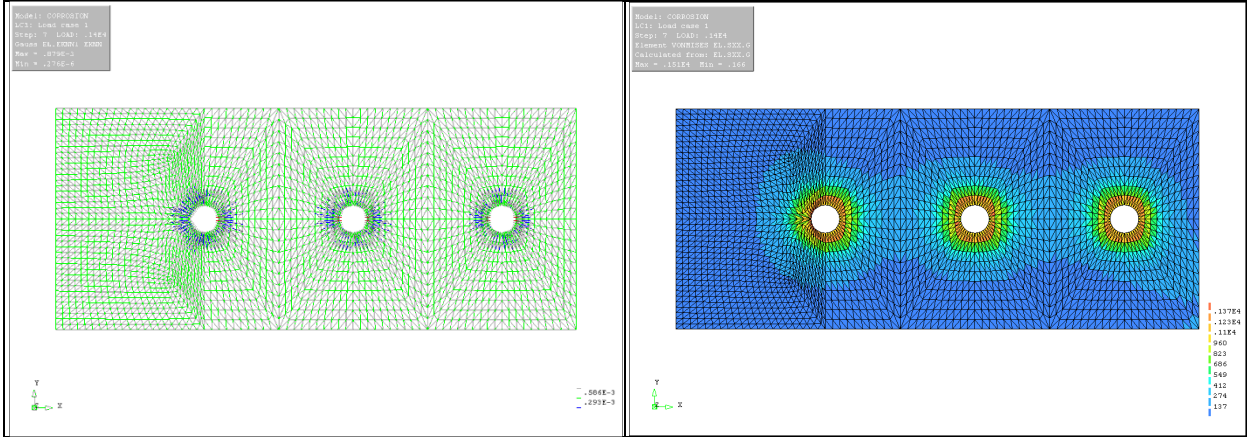 Model: CORROSION
LC1: Load case 1
Step: 7 LOAD: .14E4
Gauss EL.EKNN1 EKNN
Max = .879E-3
Min = .276E-6
Y
X
.586E-3
.293E-3
Model: CORROSION
LC1: Load case 1
Step: 7 LOAD: .14E4
Element VONMISES EL.SXX.G
Calculated from: EL.SXX.G
Max = .151E4 Min = .166
Y
X
.137E4
.123E4
.11E4
960
823
686
549
412
274
137